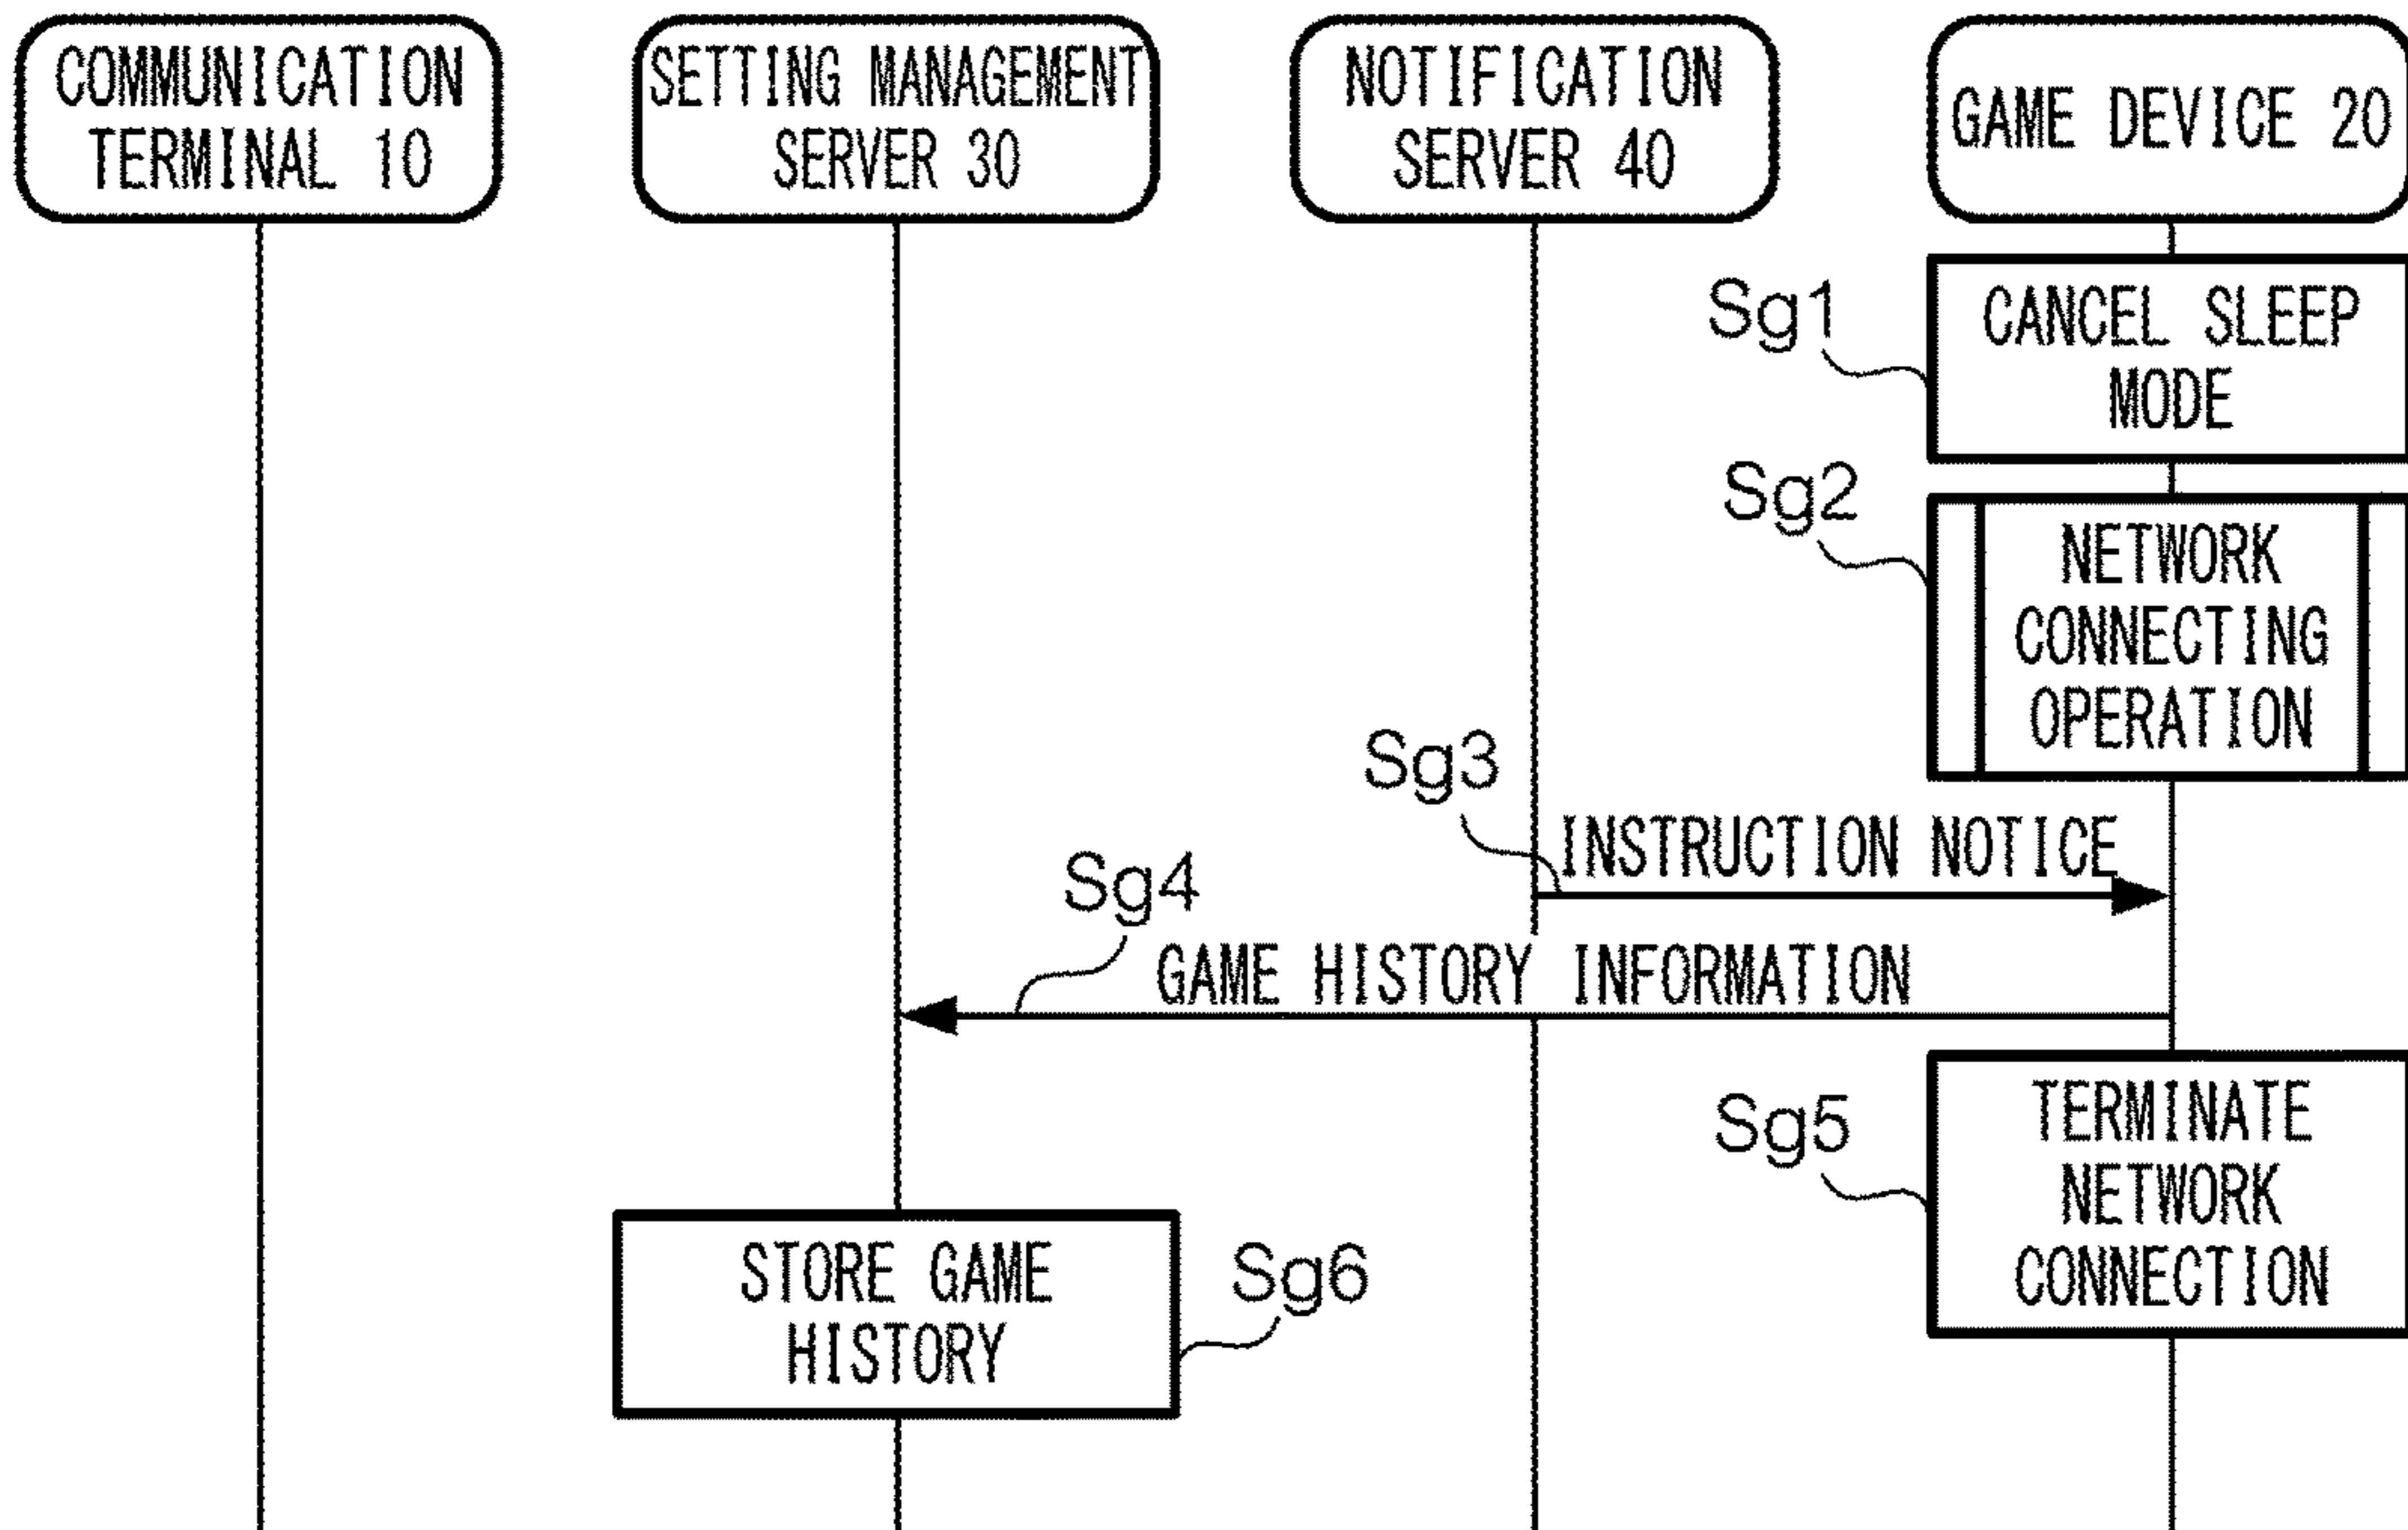 COMMUNICATION
TERMINAL 10
SETTING MANAGEMENT
SERVER 30
NOTIFICATION
SERVER 40
GAME DEVICE 20
Sg1
CANCEL SLEEP
MODE
Sg2
NETWORK
CONNECTING
OPERATION
Sg3
INSTRUCTION NOTICE
Sg4
GAME HISTORY INFORMATION
Sg5
TERMINATE
NETWORK
CONNECTION
STORE GAME
HISTORY
Sg6